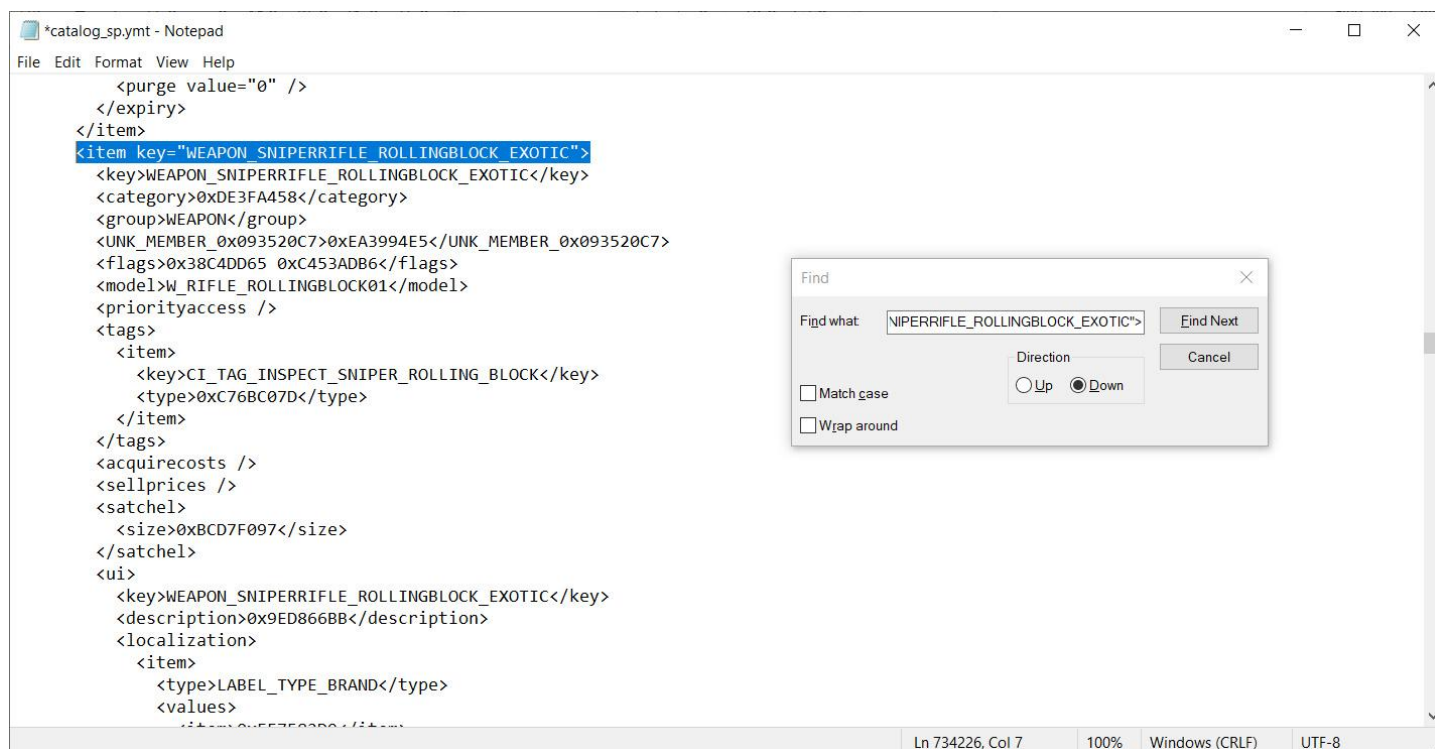 *catalog_sp.ymt - Notepad
File Edit Format View Help
<purge value="0" />
</expiry>
</item>
<item key="WEAPON_SNIPERRIFLE_ROLLINGBLOCK_EXOTIC">
<key>WEAPON_SNIPERRIFLE_ROLLINGBLOCK_EXOTIC</key>
<category>0xDE3FA458</category>
<group>WEAPON</group>
<UNK_MEMBER_0x093520C7>0xEA3994E5</UNK_MEMBER_0x093520C7>
<flags>0x38C4DD65 0xC453ADB6</flags>
<model>W_RIFLE_ROLLINGBLOCK01</model>
<priorityaccess />
<tags>
<item>
<key>CI_TAG_INSPECT_SNIPER_ROLLING_BLOCK</key>
<type>0xC76BC07D</type>
</item>
</tags>
<acquirecosts />
<sellprices />
<satchel>
<size>0xBCD7F097</size>
</satchel>
<ui>
<key>WEAPON_SNIPERRIFLE_ROLLINGBLOCK_EXOTIC</key>
<description>0x9ED866BB</description>
<localization>
<item>
<type>LABEL_TYPE_BRAND</type>
<values>
Find
Find what: NIPERRIFLE_ROLLINGBLOCK_EXOTIC"> Find Next
Direction Cancel
Up Down
Match case
Wrap around
Ln 734226, Col 7 100% Windows (CRLF) UTF-8